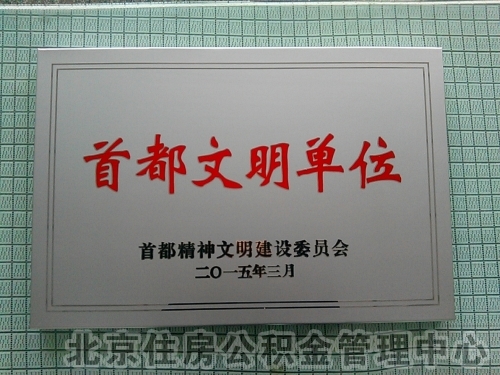 首都文明单位
首都精神文明建设委员会
二〇一五年三月
北京住房公积金管理中心